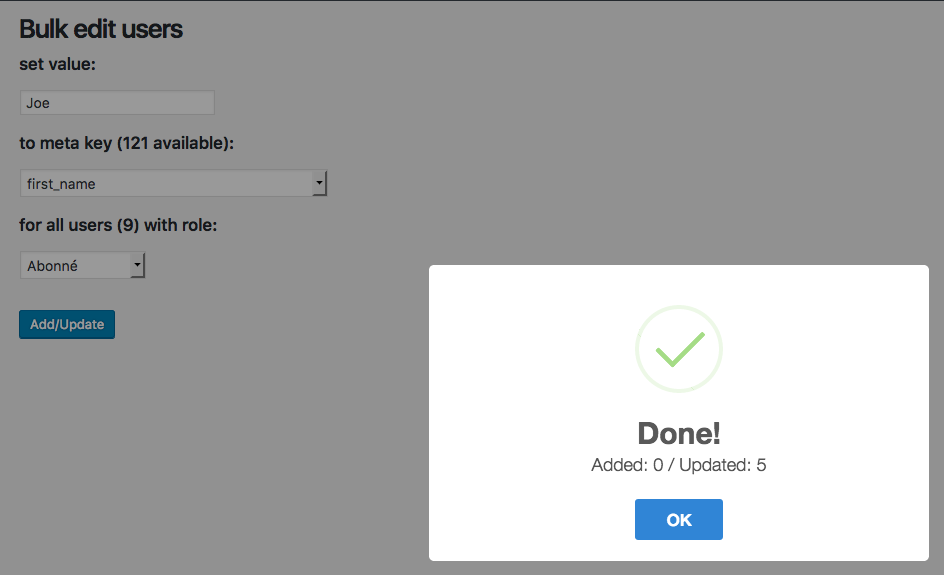 Bulk edit users
set value:
Joe
to meta key (121 available):
first_name
for all users (9) with role:
Abonné
Add/Update
Done!
Added: 0 / Updated: 5
OK